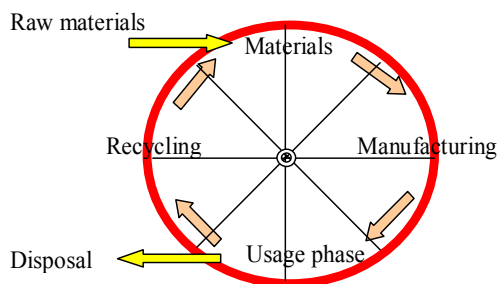 Raw materials
Materials
Recycling
Manufacturing
Usage phase
Disposal